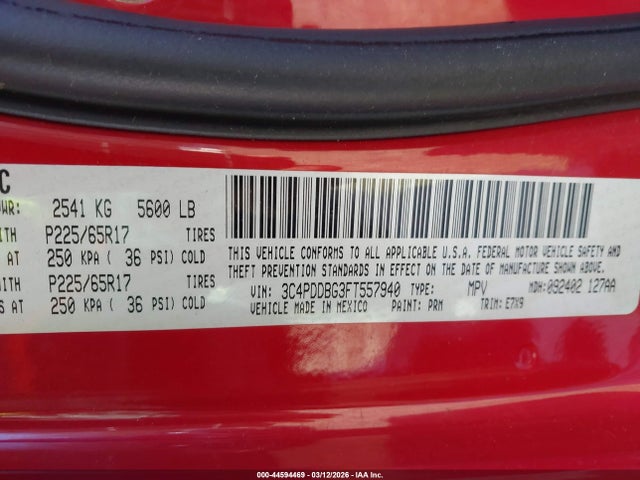 C
WR: 2541 KG 5600 LB
ITH P225/65R17 TIRES
S AT 250 KPA ( 36 PSI) COLD
ITH P225/65R17 TIRES
S AT 250 KPA ( 36 PSI) COLD
THIS VEHICLE CONFORMS TO ALL APPLICABLE U.S.A. FEDERAL MOTOR VEHICLE SAFETY AND
THEFT PREVENTION STANDARDS IN EFFECT ON THE DATE OF MANUFACTURE SHOWN ABOVE.
VIN: 3C4PDDBG3FT557940 TYPE: MPV MDH: 092402 127AA
VEHICLE MADE IN MEXICO PAINT: PRM TRIM: E7X9
000-44594469 - 03/12/2026 - IAA Inc.